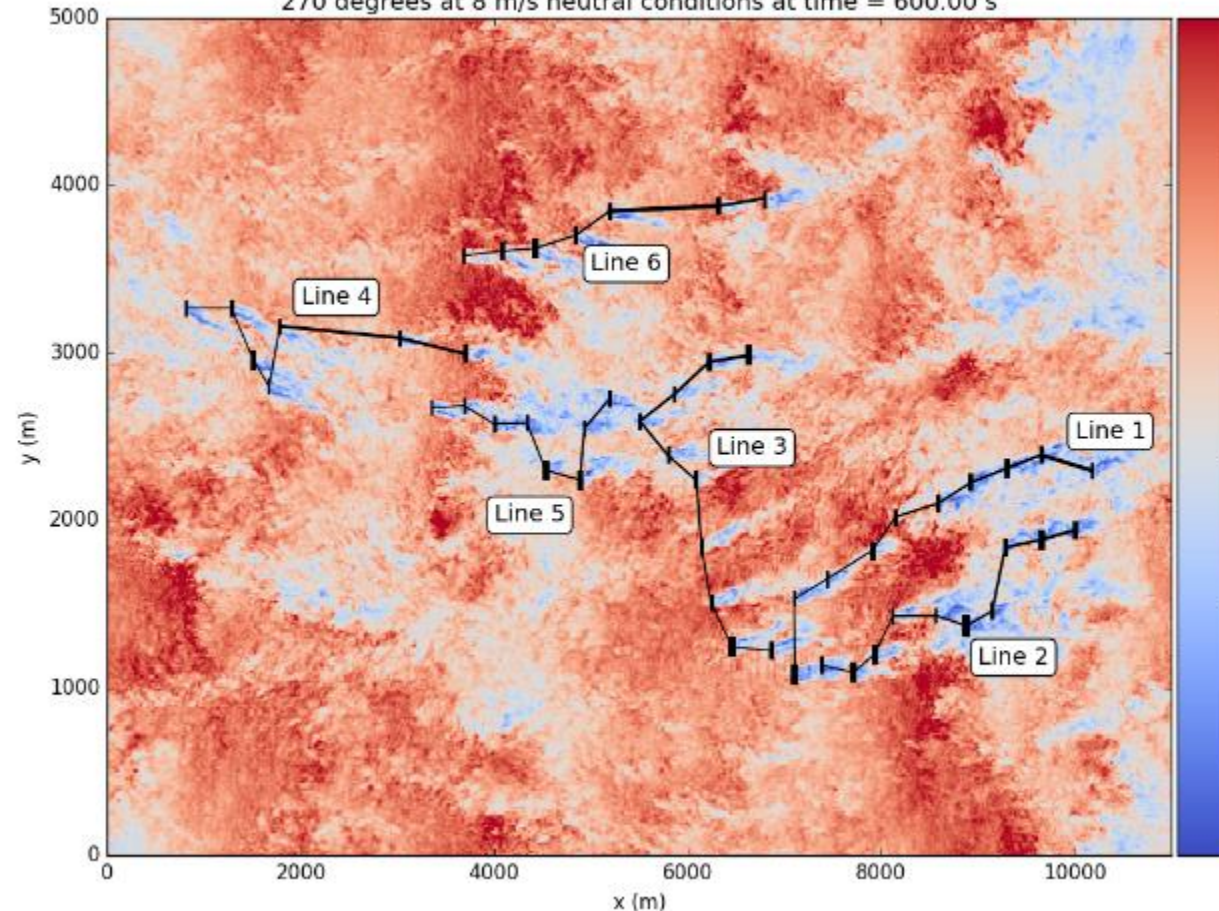 270 degrees at 8 m/s neutral conditions at time = 600.00 s
5000
4000
3000
2000
1000
0
y (m)
Line 6
Line 4
Line 1
Line 3
Line 5
Line 2
0 2000 4000 6000 8000 10000
x (m)